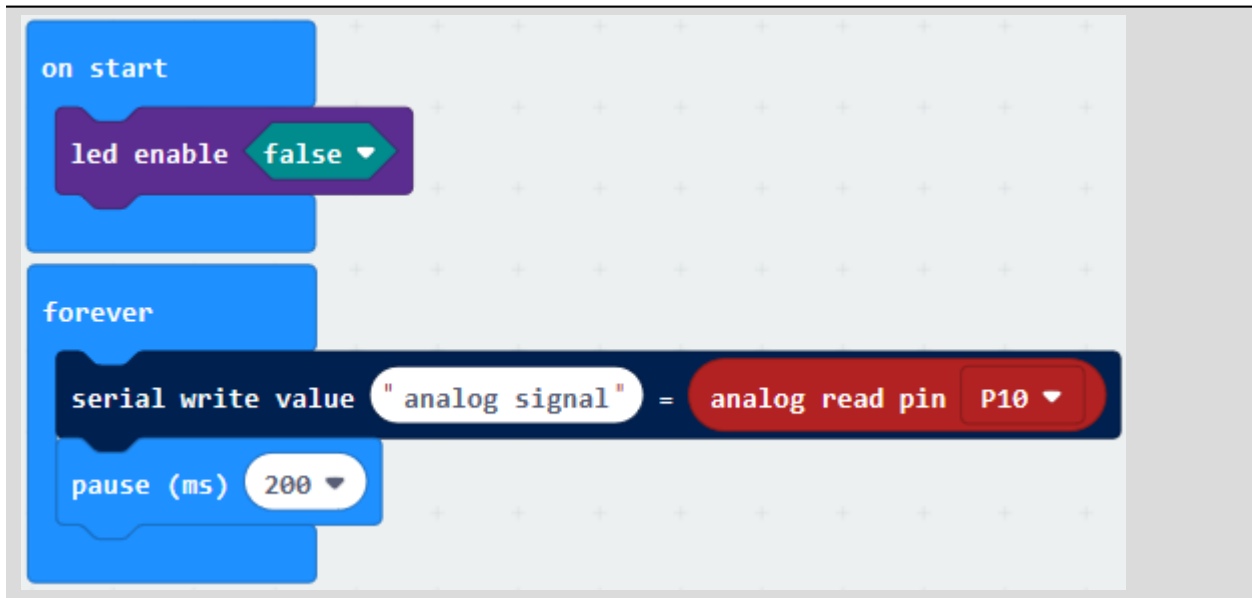 on start
led enable false
forever
serial write value "analog signal" = analog read pin P10
pause (ms) 200